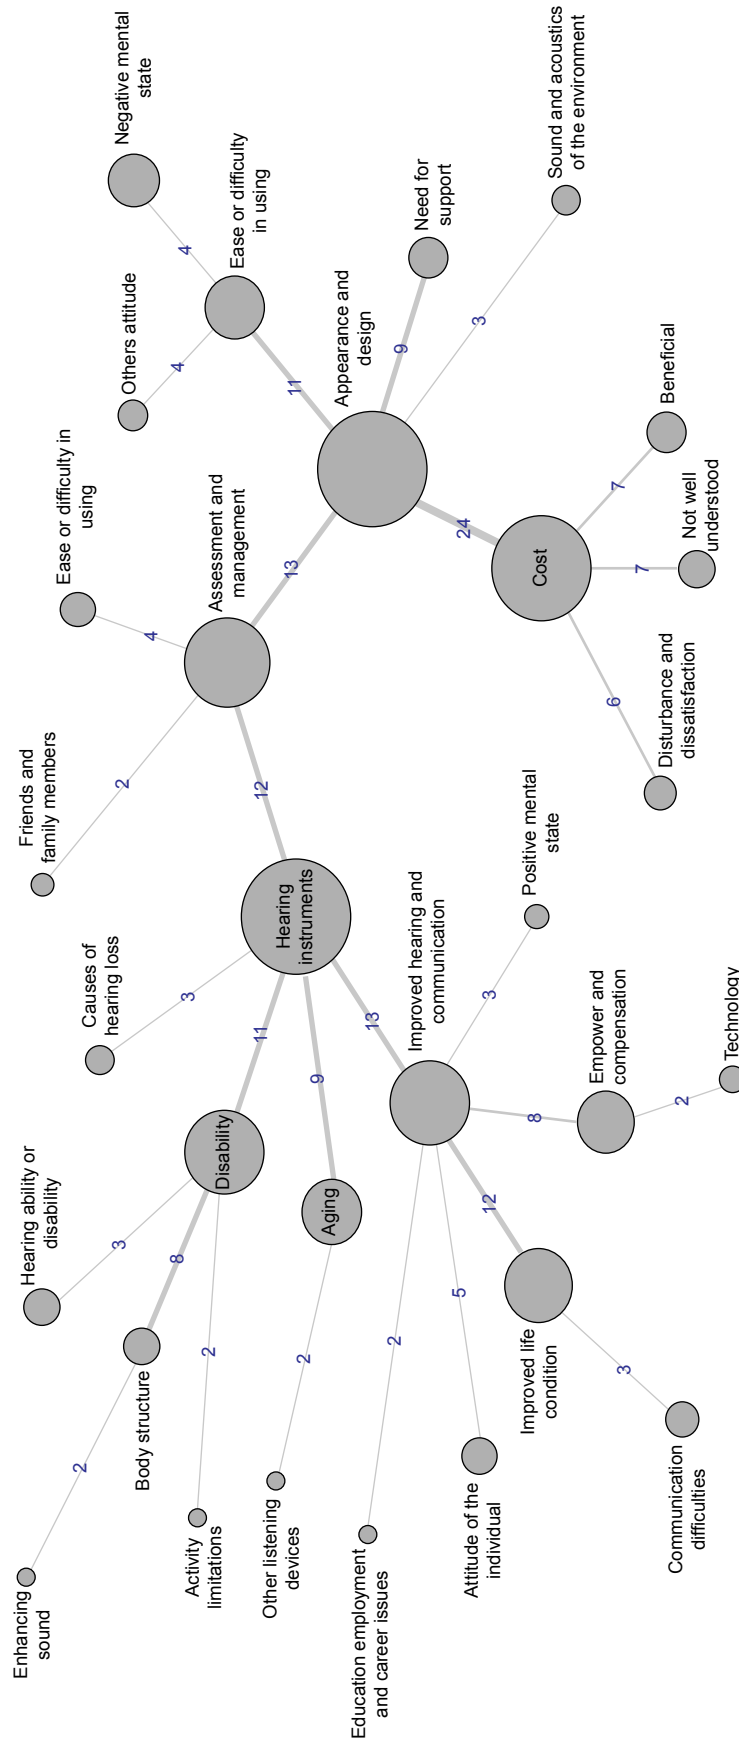 Enhancing
sound
2
Hearing ability or
disability
3
Body structure
8
Activity
limitations
2
Disability
11
Causes of
hearing loss
3
Friends and
family members
2
Ease or difficulty in
using
4
Assessment and
management
12
13
Others attitude
4
Negative mental
state
4
Ease or difficulty
in using
11
Other listening
devices
2
Aging
9
Hearing
instruments
13
Appearance and
design
9
Need for
support
3
Sound and acoustics
of the environment
24
Education employment
and career issues
2
Attitude of the
individual
5
Improved hearing and
communication
3
Positive mental
state
12
Improved life
condition
8
Empower and
compensation
3
Communication
difficulties
2
Technology
Cost
6
Disturbance and
dissatisfaction
7
Not well
understood
7
Beneficial